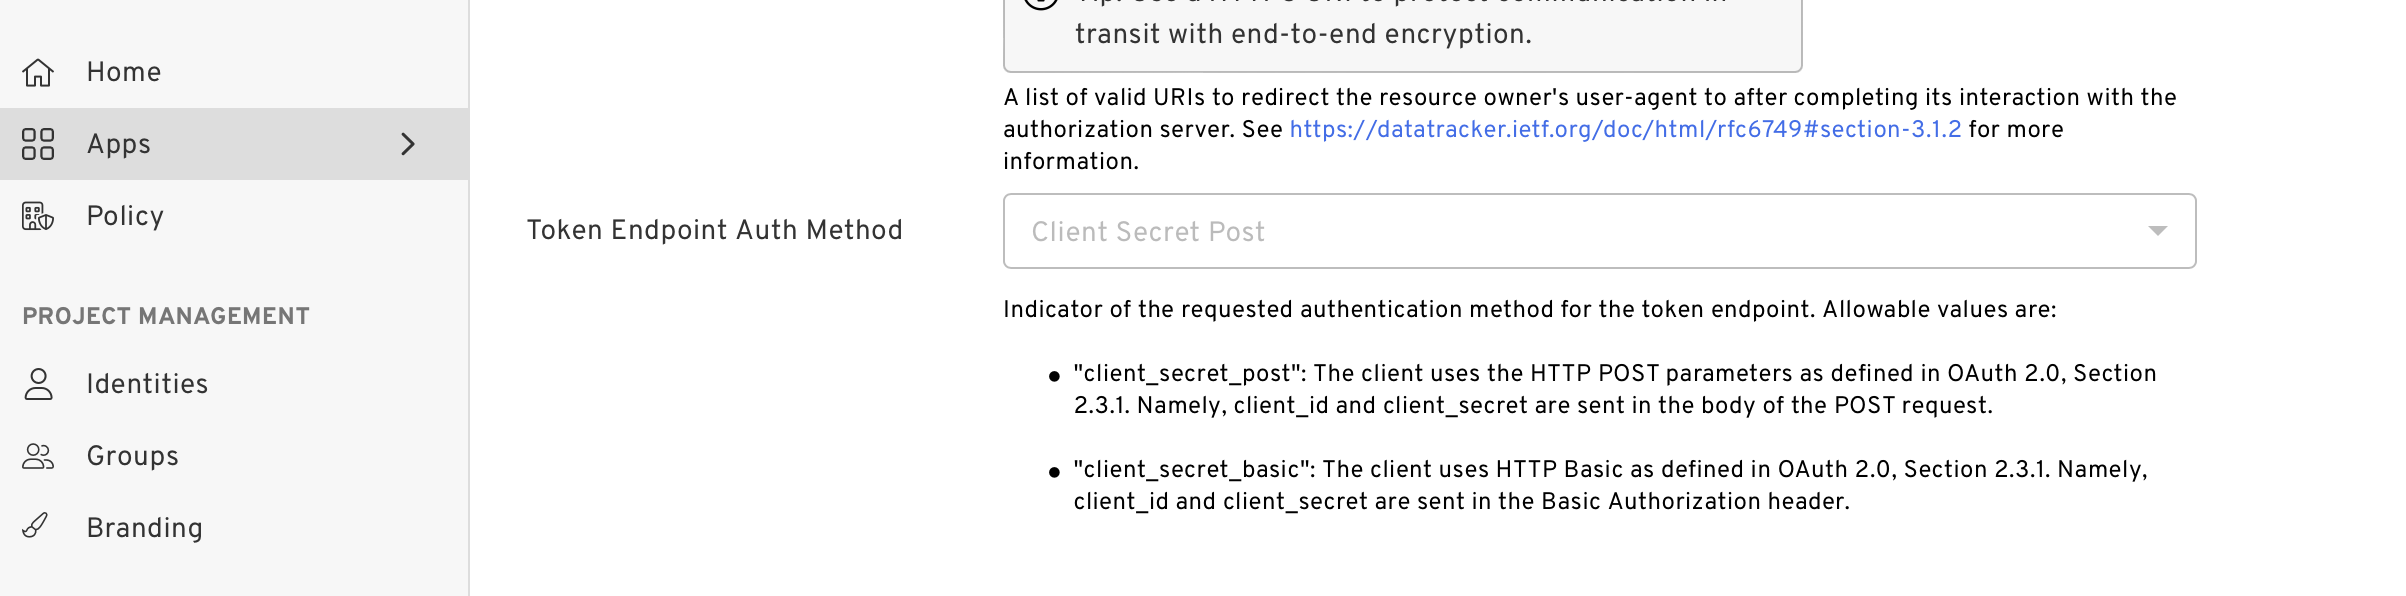 transit with end-to-end encryption.
Home
Apps
Policy
PROJECT MANAGEMENT
Identities
Groups
Branding
A list of valid URIs to redirect the resource owner's user-agent to after completing its interaction with the
authorization server. See https://datatracker.ietf.org/doc/html/rfc6749#section-3.1.2 for more
information.
Token Endpoint Auth Method
Client Secret Post
Indicator of the requested authentication method for the token endpoint. Allowable values are:
• "client_secret_post": The client uses the HTTP POST parameters as defined in OAuth 2.0, Section
2.3.1. Namely, client_id and client_secret are sent in the body of the POST request.
• "client_secret_basic": The client uses HTTP Basic as defined in OAuth 2.0, Section 2.3.1. Namely,
client_id and client_secret are sent in the Basic Authorization header.